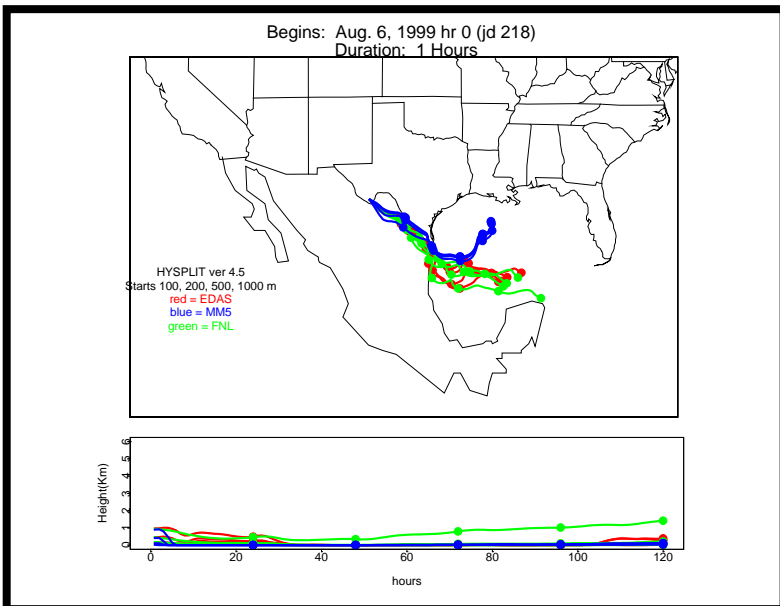 Begins: Aug. 6, 1999 hr 0 (jd 218)
Duration: 1 Hours
HYSPLIT ver 4.5
Starts 100, 200, 500, 1000 m
red = EDAS
blue = MM5
green = FNL
Height(Km)
6
5
4
3
2
1
0
0 20 40 60 80 100 120
hours